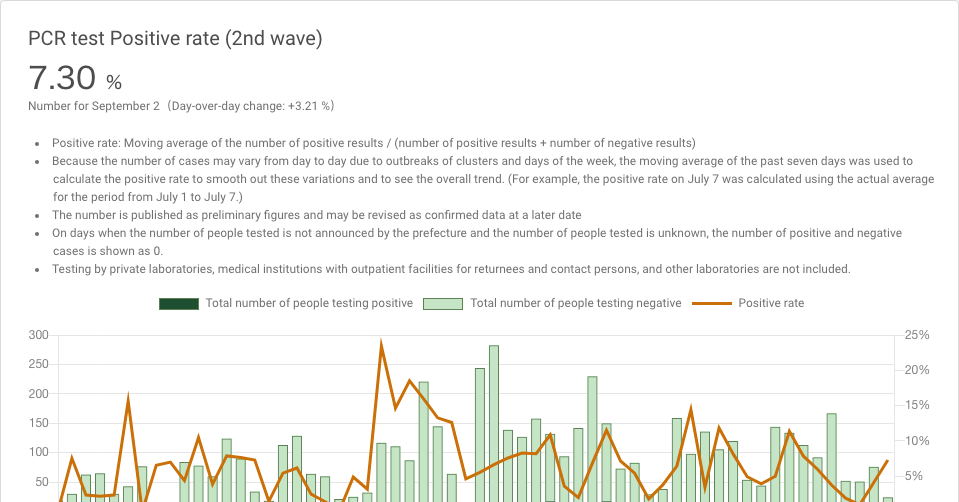 PCR test Positive rate (2nd wave)
7.30 %
Number for September 2 (Day-over-day change: +3.21 %)
• Positive rate: Moving average of the number of positive results / (number of positive results + number of negative results)
• Because the number of cases may vary from day to day due to outbreaks of clusters and days of the week, the moving average of the past seven days was used to
calculate the positive rate to smooth out these variations and to see the overall trend. (For example, the positive rate on July 7 was calculated using the actual average
for the period from July 1 to July 7.)
• The number is published as preliminary figures and may be revised as confirmed data at a later date
• On days when the number of people tested is not announced by the prefecture and the number of people tested is unknown, the number of positive and negative
cases is shown as 0.
• Testing by private laboratories, medical institutions with outpatient facilities for returnees and contact persons, and other laboratories are not included.
Total number of people testing positive Total number of people testing negative Positive rate
300 25%
250
20%
200
15%
150
10%
100
50 5%